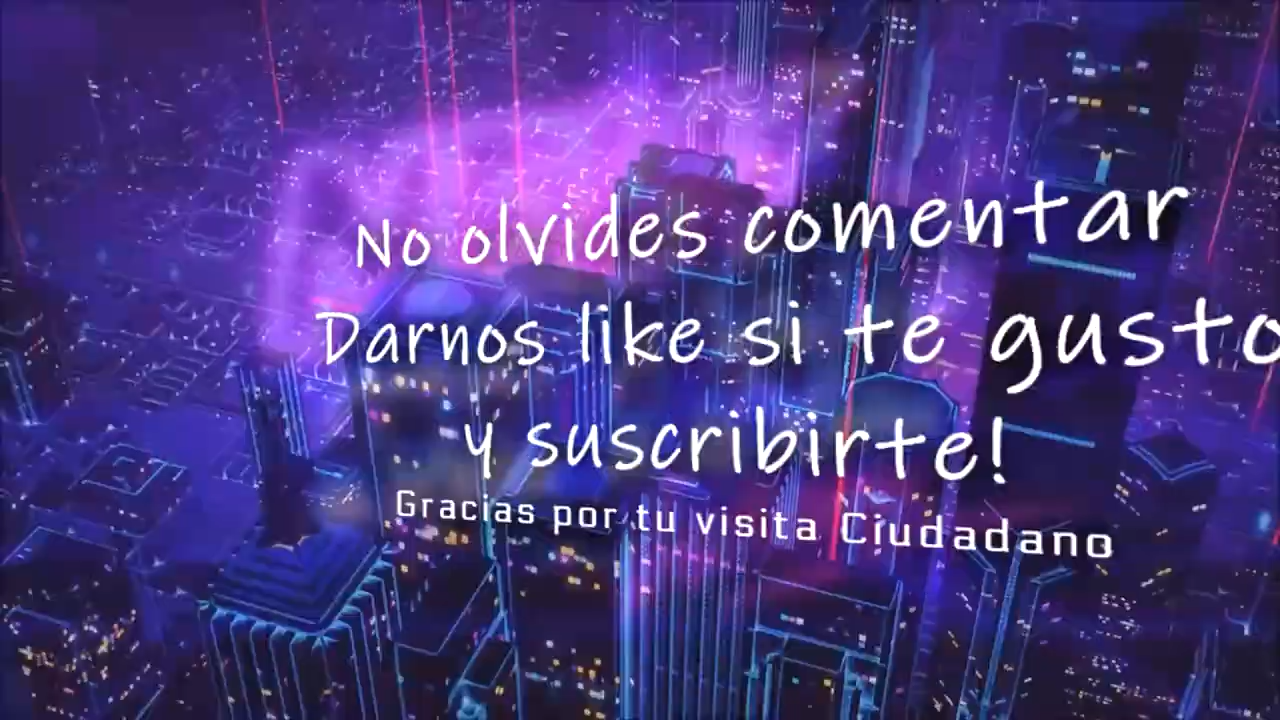 No olvides comentar
Darnos like si te gusto
y suscribirte!
Gracias por tu visita Ciudadano